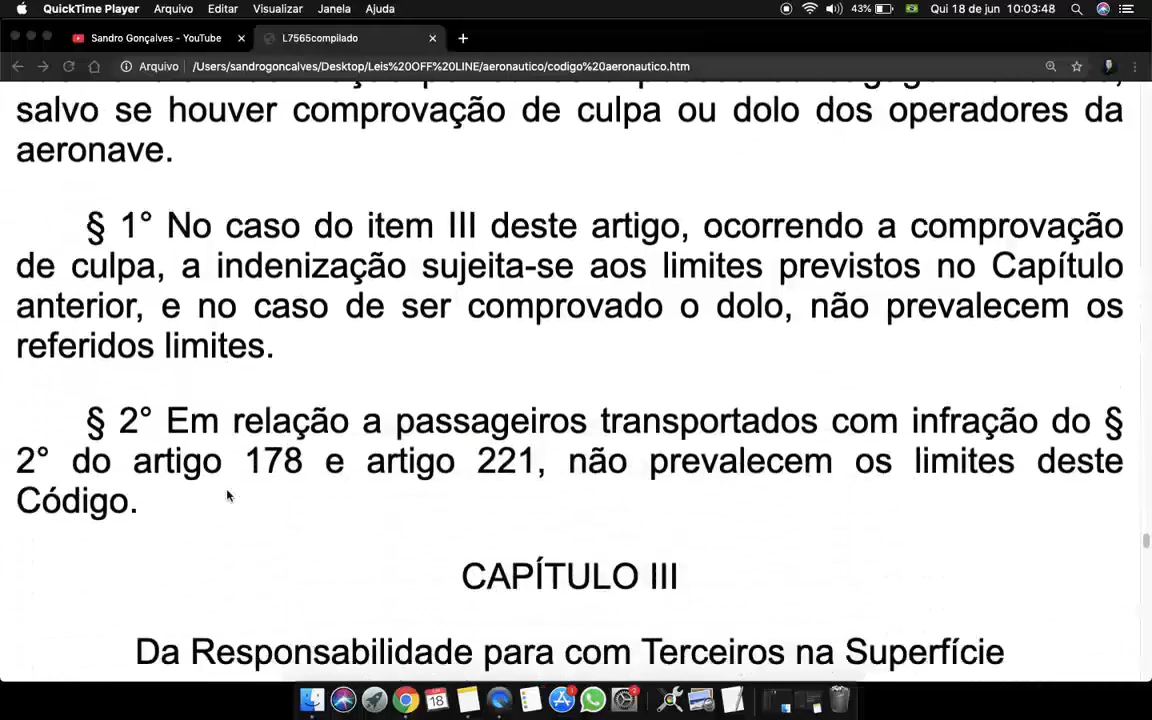 QuickTime Player Arquivo Editar Visualizar Janela Ajuda 43% Qui 18 de jun 10:03:48
Sandro Gonçalves - YouTube L7565compilado
Arquivo /Users/sandrogoncalves/Desktop/Leis%20OFF%20LINE/aeronautico/codigo%20aeronautico.htm
salvo se houver comprovação de culpa ou dolo dos operadores da
aeronave.
§ 1° No caso do item III deste artigo, ocorrendo a comprovação
de culpa, a indenização sujeita-se aos limites previstos no Capítulo
anterior, e no caso de ser comprovado o dolo, não prevalecem os
referidos limites.
§ 2° Em relação a passageiros transportados com infração do §
2° do artigo 178 e artigo 221, não prevalecem os limites deste
Código.
CAPÍTULO III
Da Responsabilidade para com Terceiros na Superfície
18